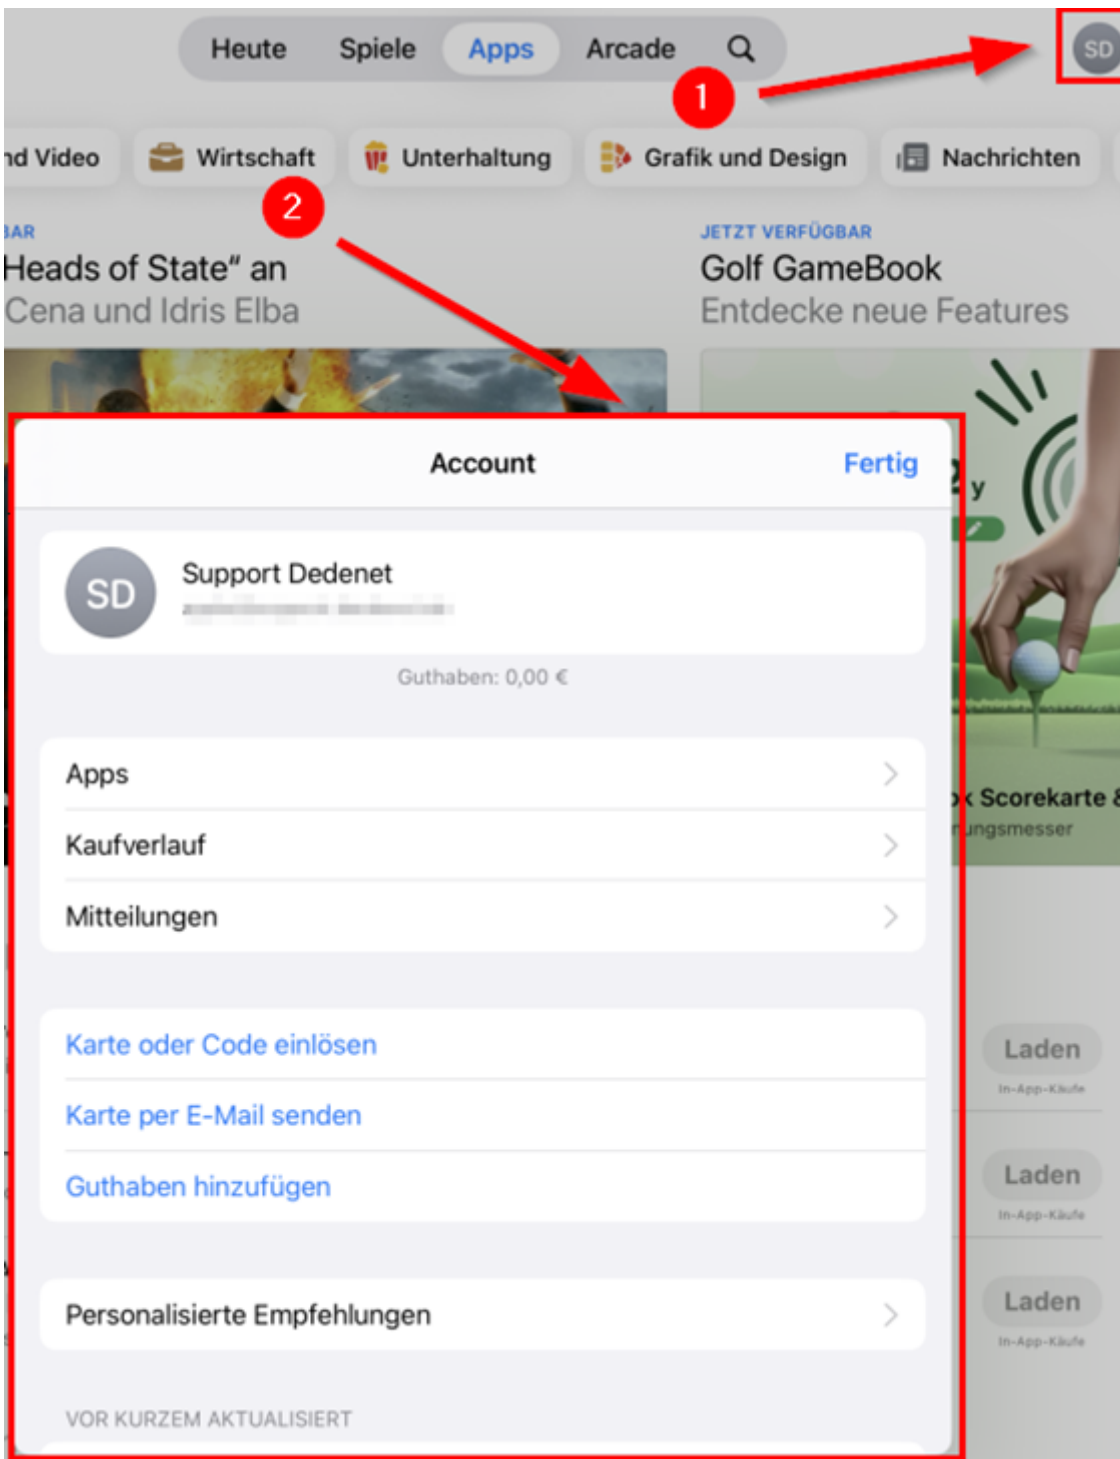 Heute Spiele Apps Arcade
SD
1
nd Video Wirtschaft Unterhaltung Grafik und Design Nachrichten
2
BAR
Heads of State“ an
Cena und Idris Elba
JETZT VERFÜGBAR
Golf GameBook
Entdecke neue Features
Account Fertig
y
SD
Support Dedenet
Guthaben: 0,00 €
Apps
Kaufverlauf
Mitteilungen
ok Scorekarte &
nungsmesser
Karte oder Code einlösen
Karte per E-Mail senden
Guthaben hinzufügen
Laden
In-App-Käufe
Laden
In-App-Käufe
Laden
In-App-Käufe
Personalisierte Empfehlungen
VOR KURZEM AKTUALISIERT